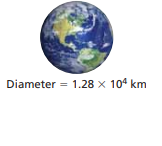 Diameter = 1.28 × 10⁴ km